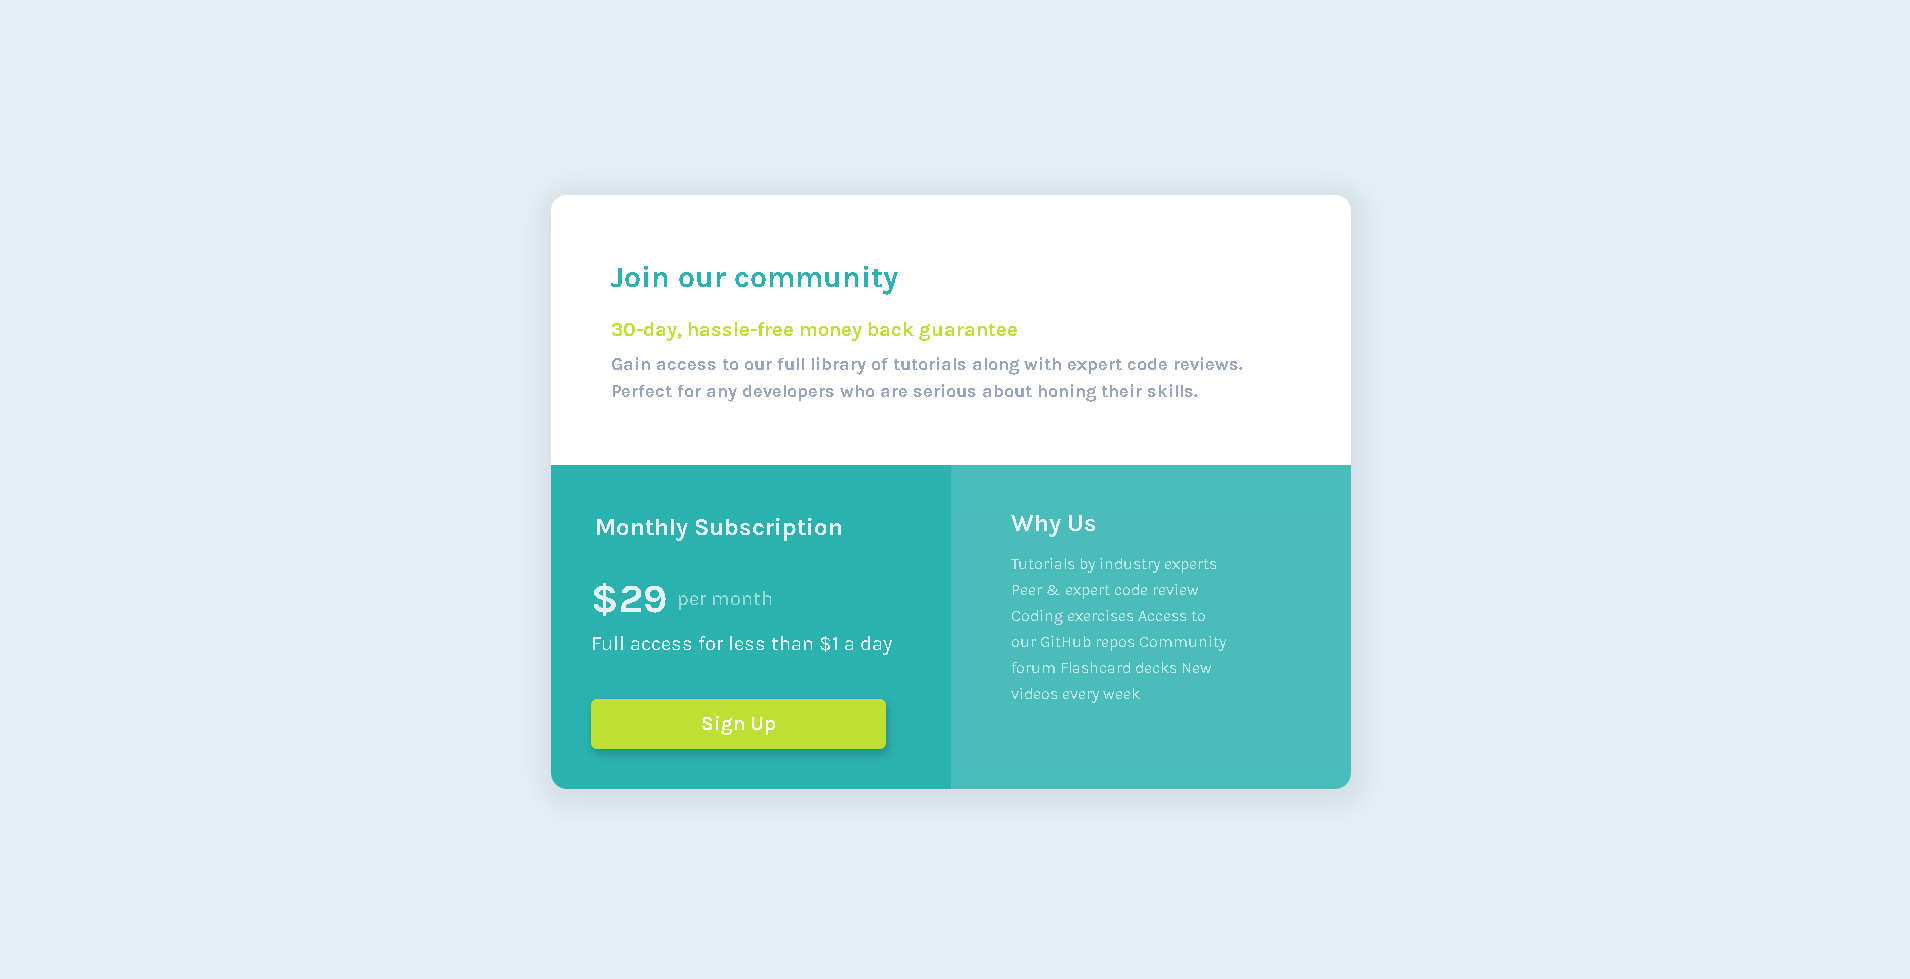 Join our community
30-day, hassle-free money back guarantee
Gain access to our full library of tutorials along with expert code reviews.
Perfect for any developers who are serious about honing their skills.
Monthly Subscription
$29 per month
Full access for less than $1 a day
Sign Up
Why Us
Tutorials by industry experts
Peer & expert code review
Coding exercises Access to
our GitHub repos Community
forum Flashcard decks New
videos every week